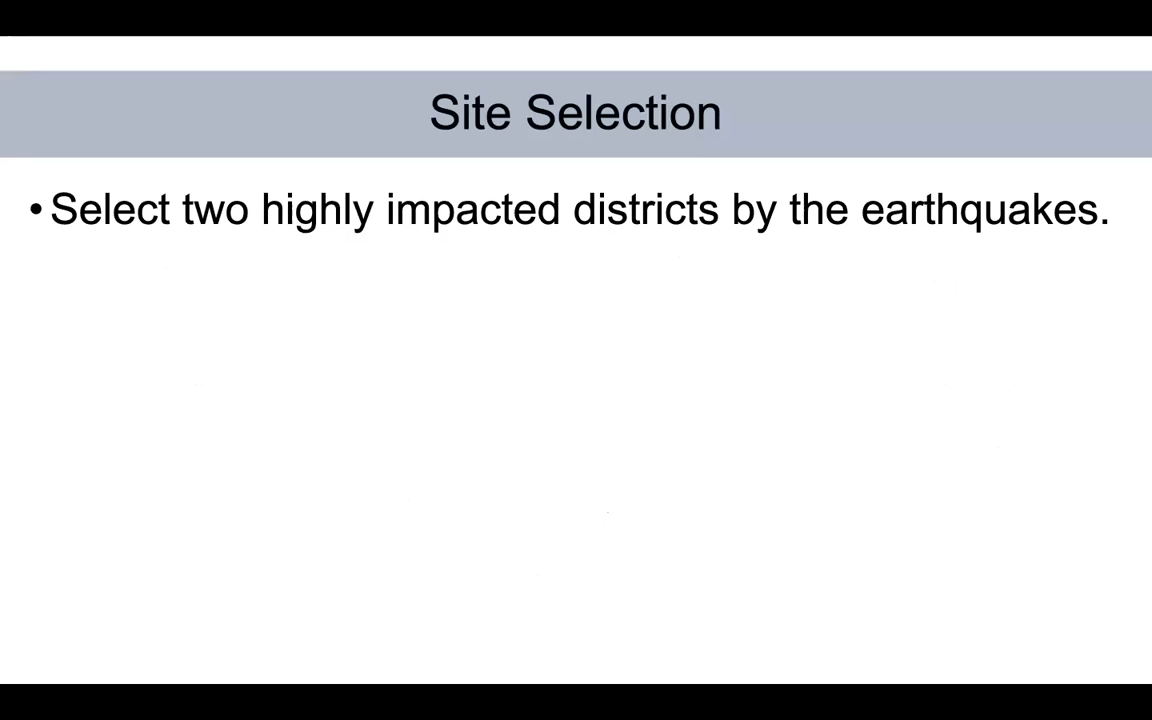 Site Selection
•Select two highly impacted districts by the earthquakes.